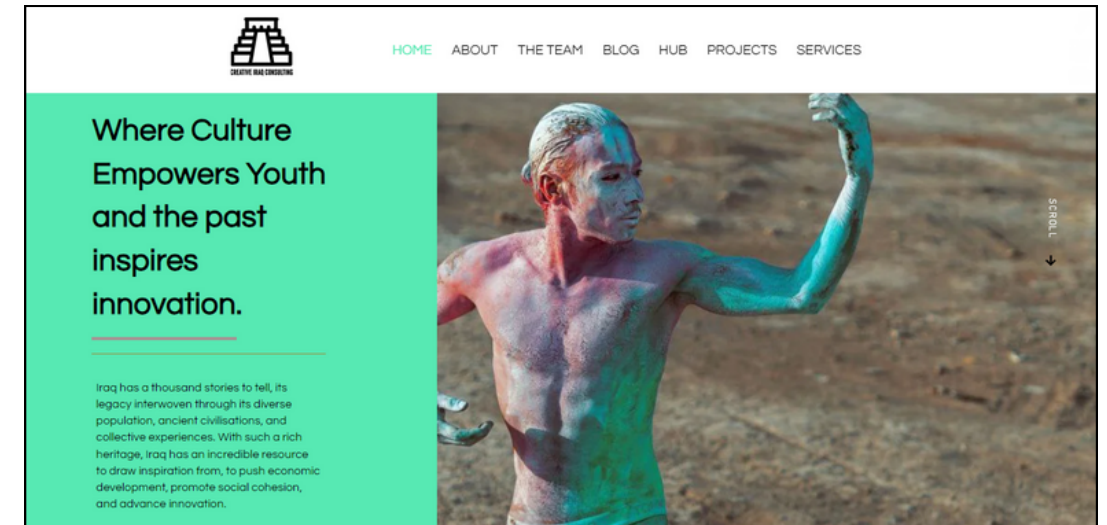 CREATIVE IRAQ CONSULTING
HOME ABOUT THE TEAM BLOG HUB PROJECTS SERVICES
Where Culture
Empowers Youth
and the past
inspires
innovation.
Iraq has a thousand stories to tell, its
legacy interwoven through its diverse
population, ancient civilisations, and
collective experiences. With such a rich
heritage, Iraq has an incredible resource
to draw inspiration from, to push economic
development, promote social cohesion,
and advance innovation.
SCROLL